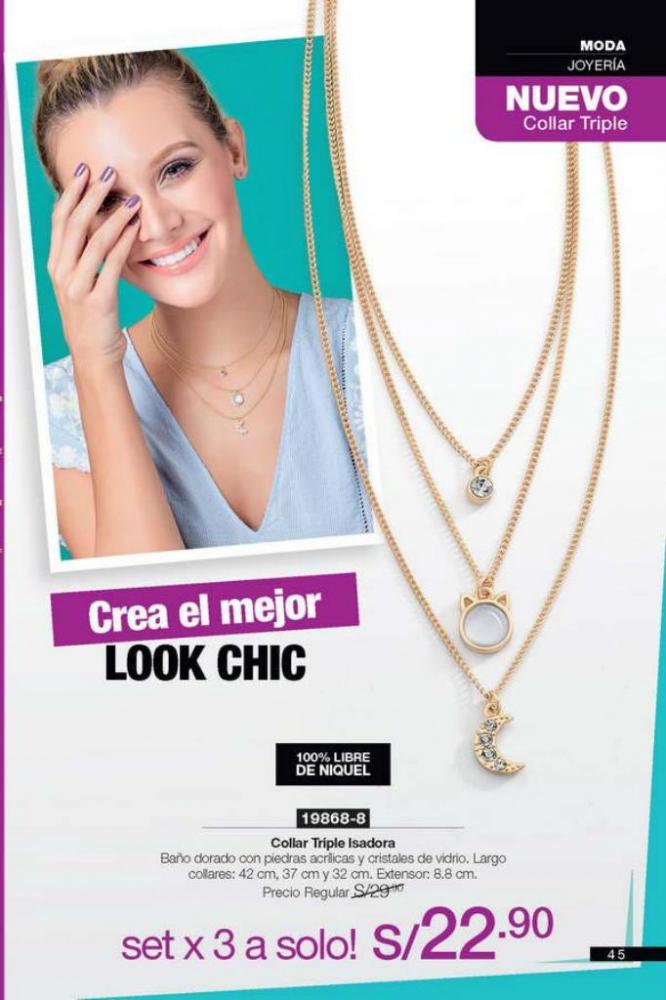 MODA
JOYERÍA
NUEVO
Collar Triple
Crea el mejor
LOOK CHIC
100% LIBRE
DE NIQUEL
19868-8
Collar Triple Isadora
Baño dorado con piedras acrílicas y cristales de vidrio. Largo
collares: 42 cm, 37 cm y 32 cm. Extensor: 8.8 cm.
Precio Regular S/29.90
set x 3 a solo! S/22.90
45